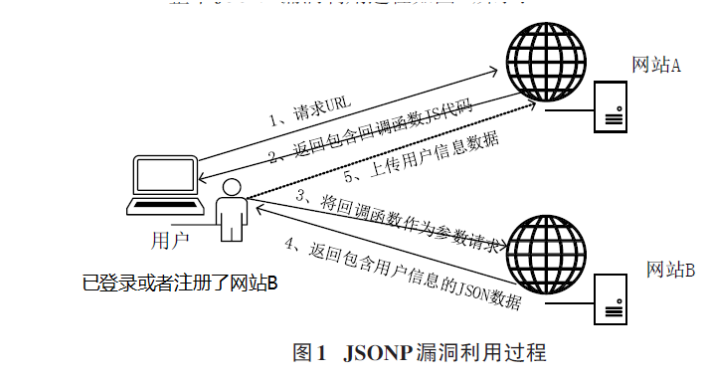 网站A
1、请求URL
2、返回包含回调函数JS代码
5、上传用户信息数据
3、将回调函数作为参数请求
用户
4、返回包含用户信息的JSON数据
网站B
已登录或者注册了网站B
图1 JSONP漏洞利用过程